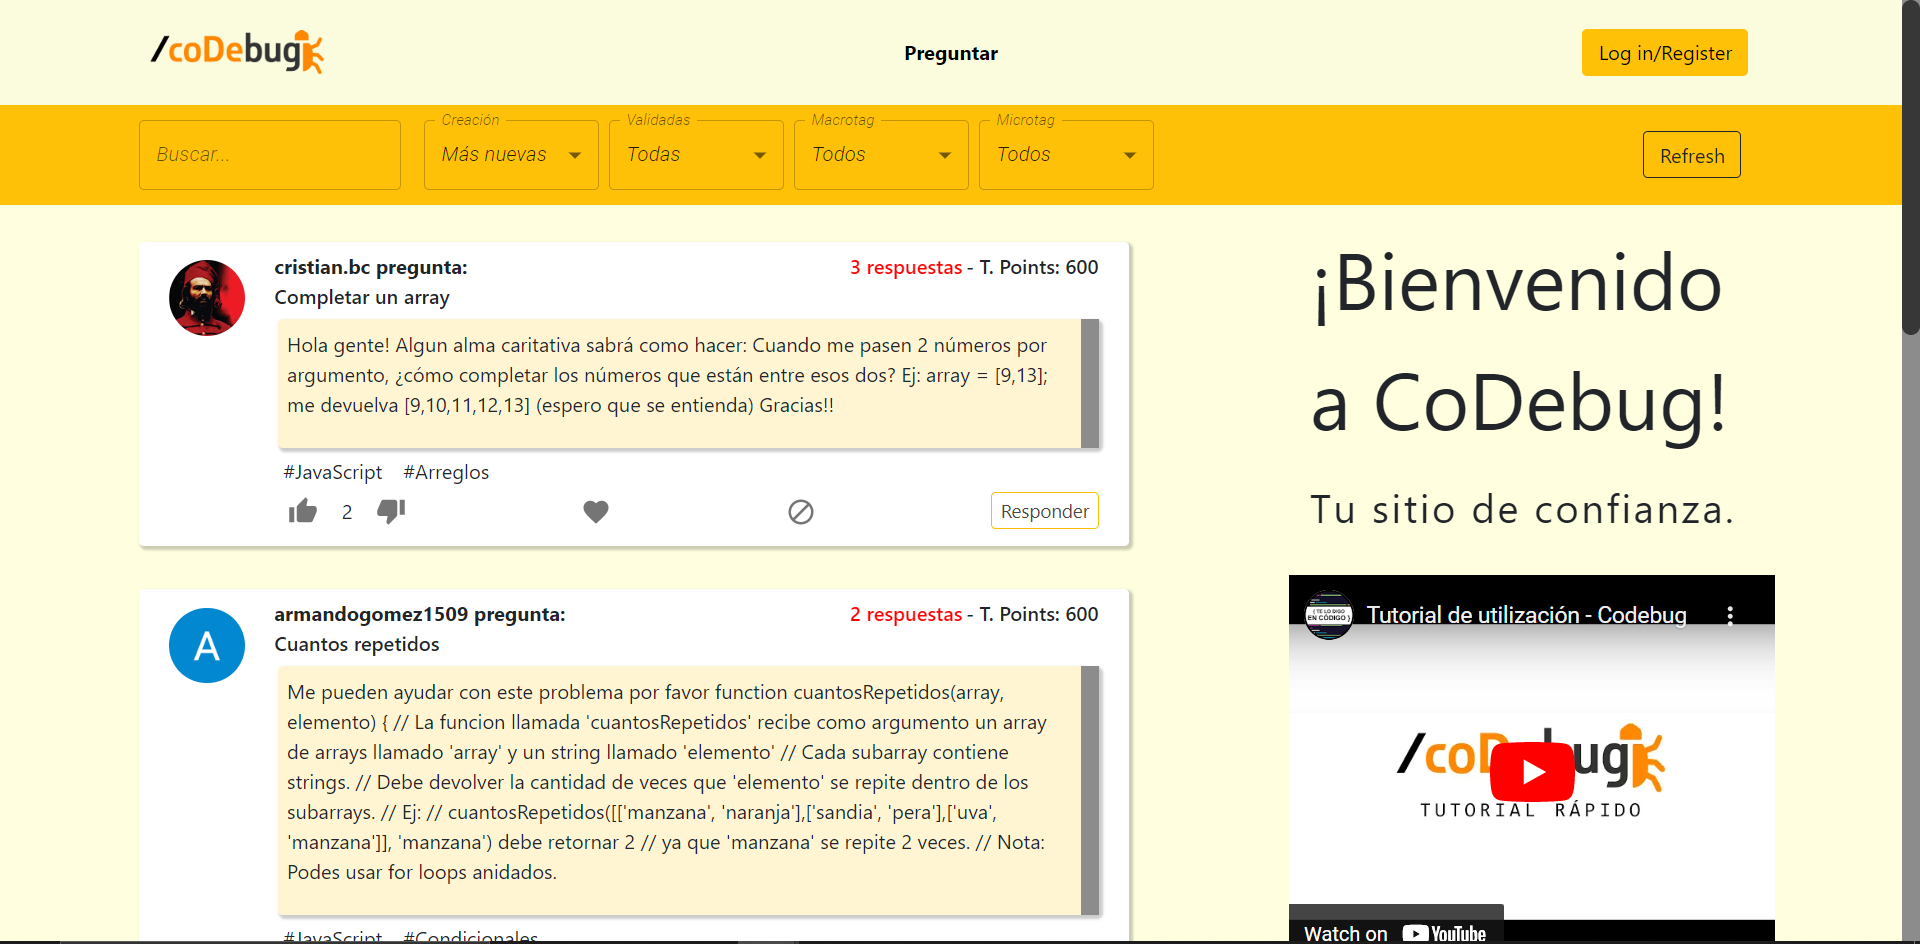 /coDebug
Preguntar
Log in/Register
Buscar...
Creación
Más nuevas
Validadas
Todas
Macrotag
Todos
Microtag
Todos
Refresh
cristian.bc pregunta:
3 respuestas - T. Points: 600
Completar un array
Hola gente! Algun alma caritativa sabrá como hacer: Cuando me pasen 2 números por
argumento, ¿cómo completar los números que están entre esos dos? Ej: array = [9,13];
me devuelva [9,10,11,12,13] (espero que se entienda) Gracias!!
#JavaScript #Arreglos
2
Responder
A
armandogomez1509 pregunta:
2 respuestas - T. Points: 600
Cuantos repetidos
Me pueden ayudar con este problema por favor function cuantosRepetidos(array,
elemento) { // La funcion llamada 'cuantosRepetidos' recibe como argumento un array
de arrays llamado 'array' y un string llamado 'elemento' // Cada subarray contiene
strings. // Debe devolver la cantidad de veces que 'elemento' se repite dentro de los
subarrays. // Ej: // cuantosRepetidos([['manzana', 'naranja'],['sandia', 'pera'],['uva',
'manzana']], 'manzana') debe retornar 2 // ya que 'manzana' se repite 2 veces. // Nota:
Podes usar for loops anidados.
#JavaScript #Condicionales
¡Bienvenido
a CoDebug!
Tu sitio de confianza.
{ TE LO DIGO
EN CÓDIGO }
Tutorial de utilización - Codebug
/coDebug
TUTORIAL RÁPIDO
Watch on YouTube